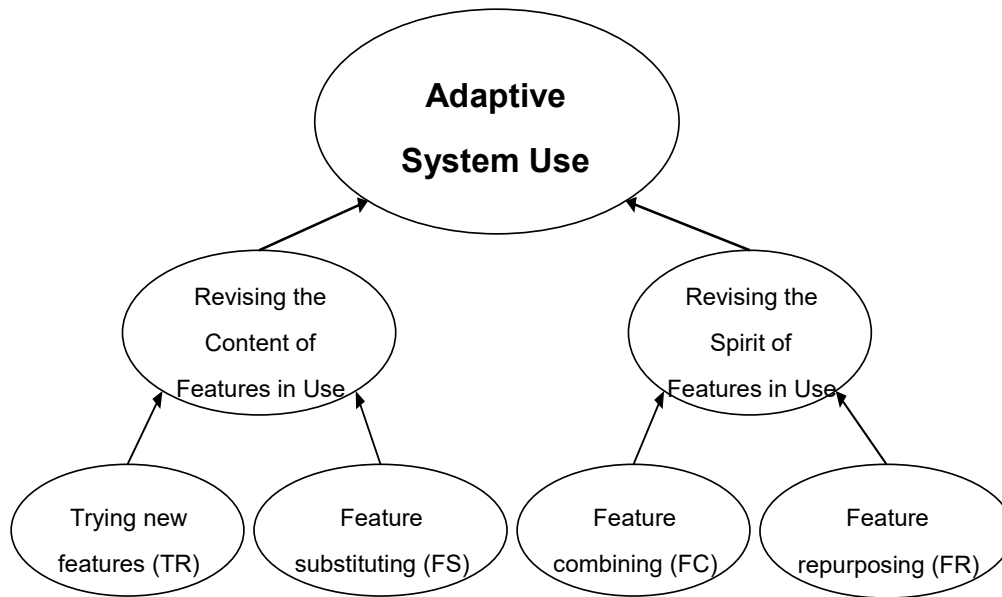 Adaptive
System Use
Revising the
Content of
Features in Use
Revising the
Spirit of
Features in Use
Trying new
features (TR)
Feature
substituting (FS)
Feature
combining (FC)
Feature
repurposing (FR)